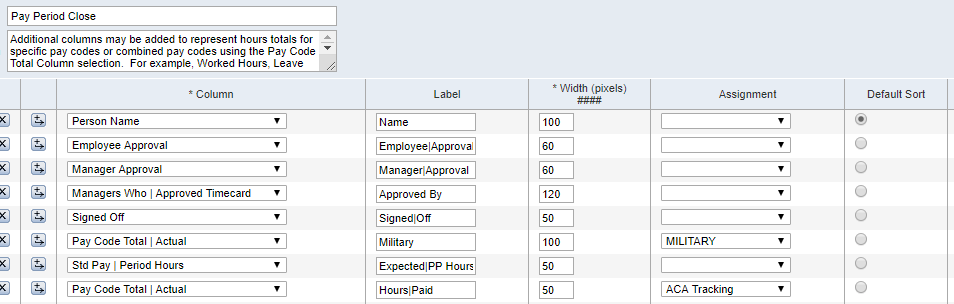 Pay Period Close
Additional columns may be added to represent hours totals for
specific pay codes or combined pay codes using the Pay Code
Total Column selection. For example, Worked Hours, Leave
* Column Label * Width (pixels) Assignment Default Sort
####
Person Name Name 100
Employee Approval Employee|Approval 60
Manager Approval Manager|Approval 60
Managers Who | Approved Timecard Approved By 120
Signed Off Signed|Off 50
Pay Code Total | Actual Military 100 MILITARY
Std Pay | Period Hours Expected|PP Hours 50
Pay Code Total | Actual Hours|Paid 50 ACA Tracking